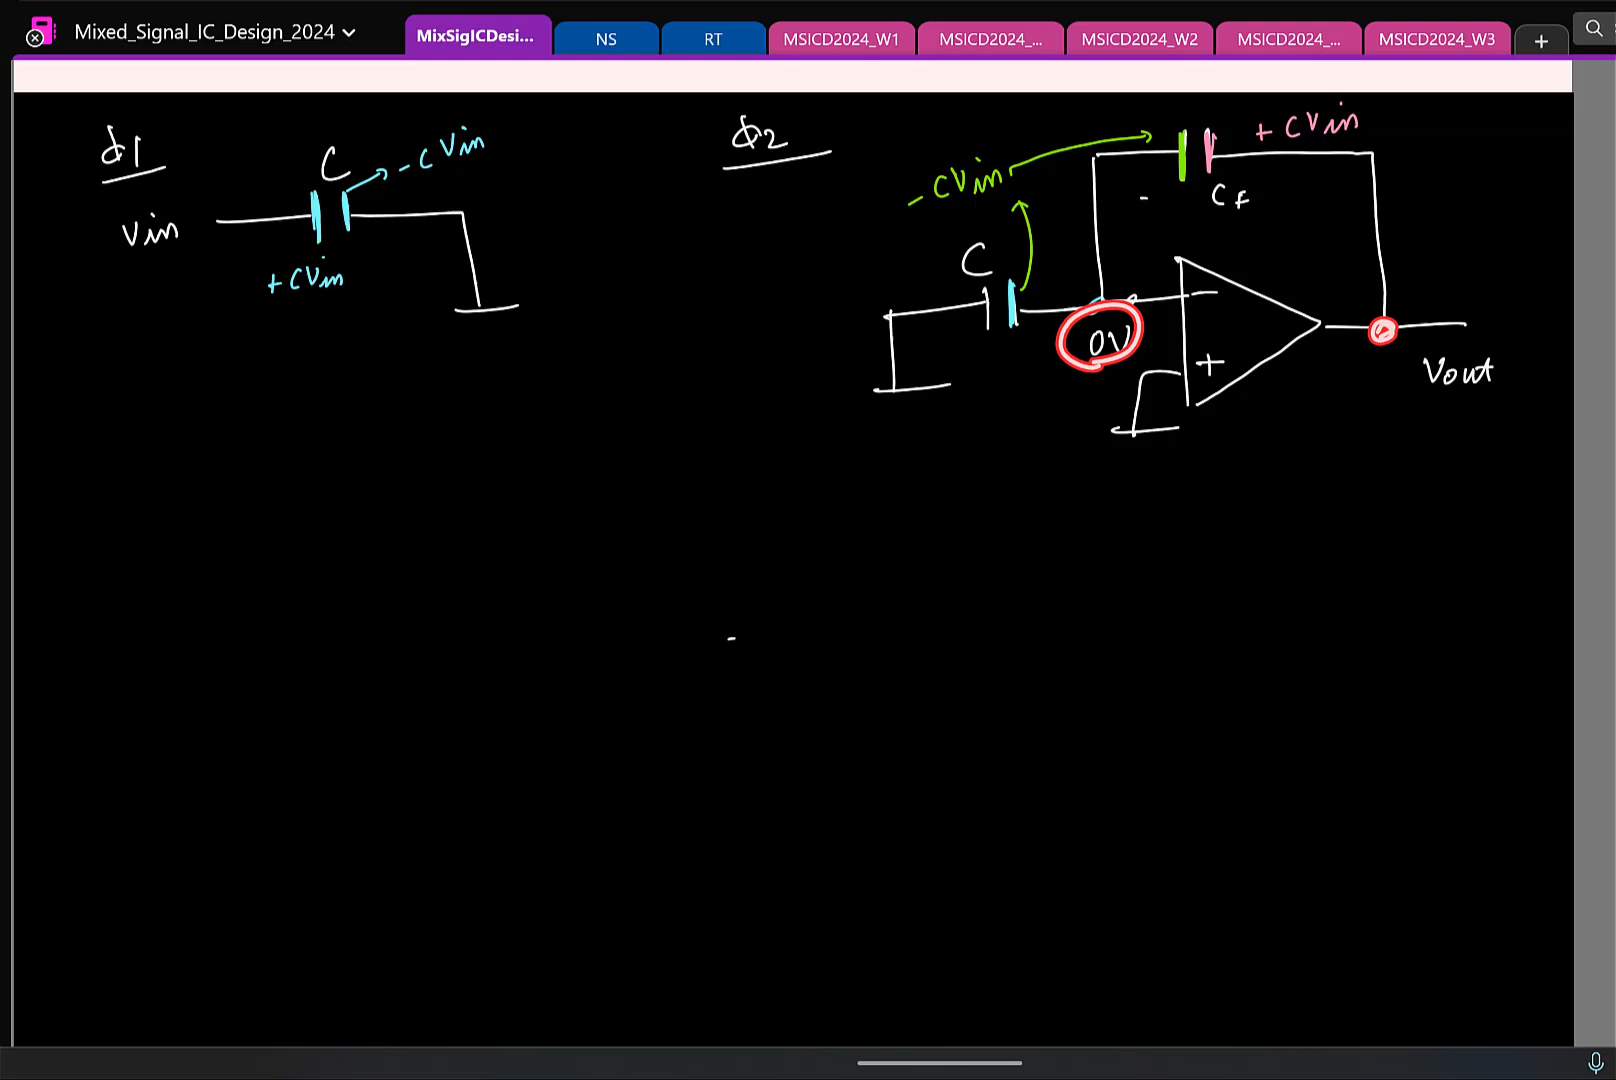 Mixed_Signal_IC_Design_2024
MixSigICDesi...
NS
RT
MSICD2024_W1
MSICD2024_...
MSICD2024_W2
MSICD2024_...
MSICD2024_W3
+
ϕ1
C
-CVin
Vin
+CVin
ϕ2
+CVin
-CVin
-
CF
C
0V
-
+
Vout
-